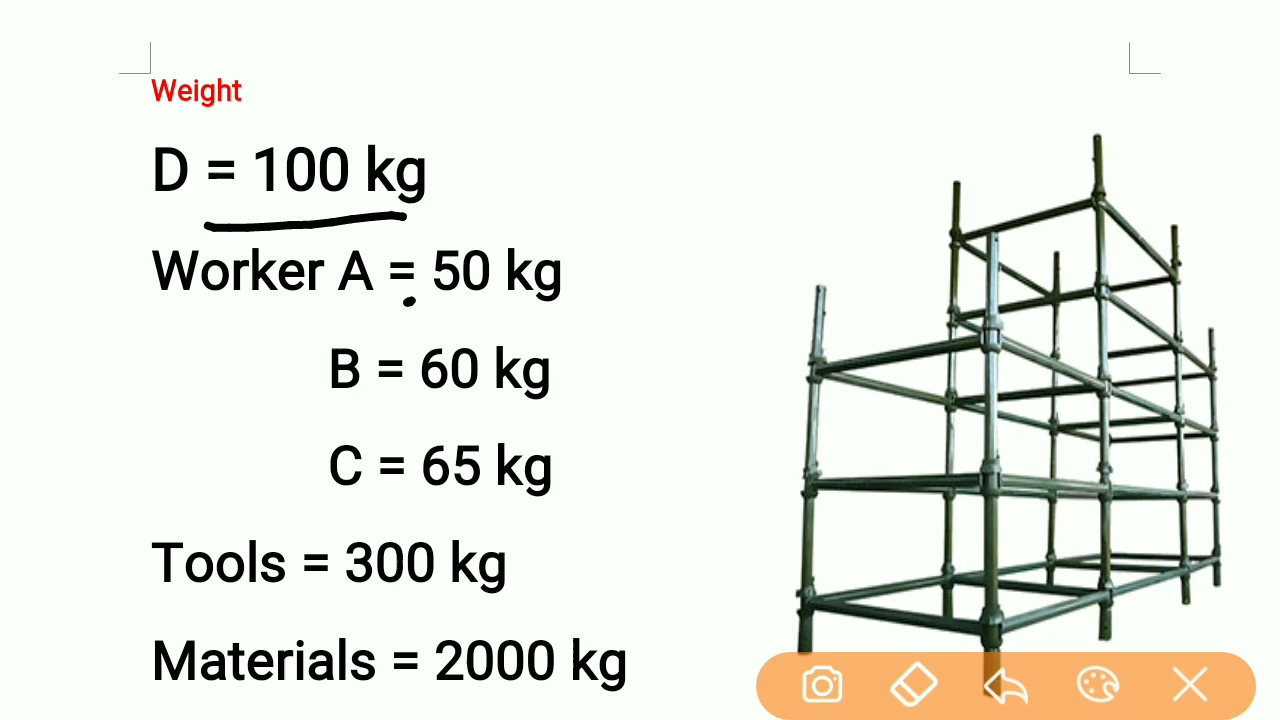 Weight
D = 100 kg
Worker A = 50 kg
B = 60 kg
C = 65 kg
Tools = 300 kg
Materials = 2000 kg